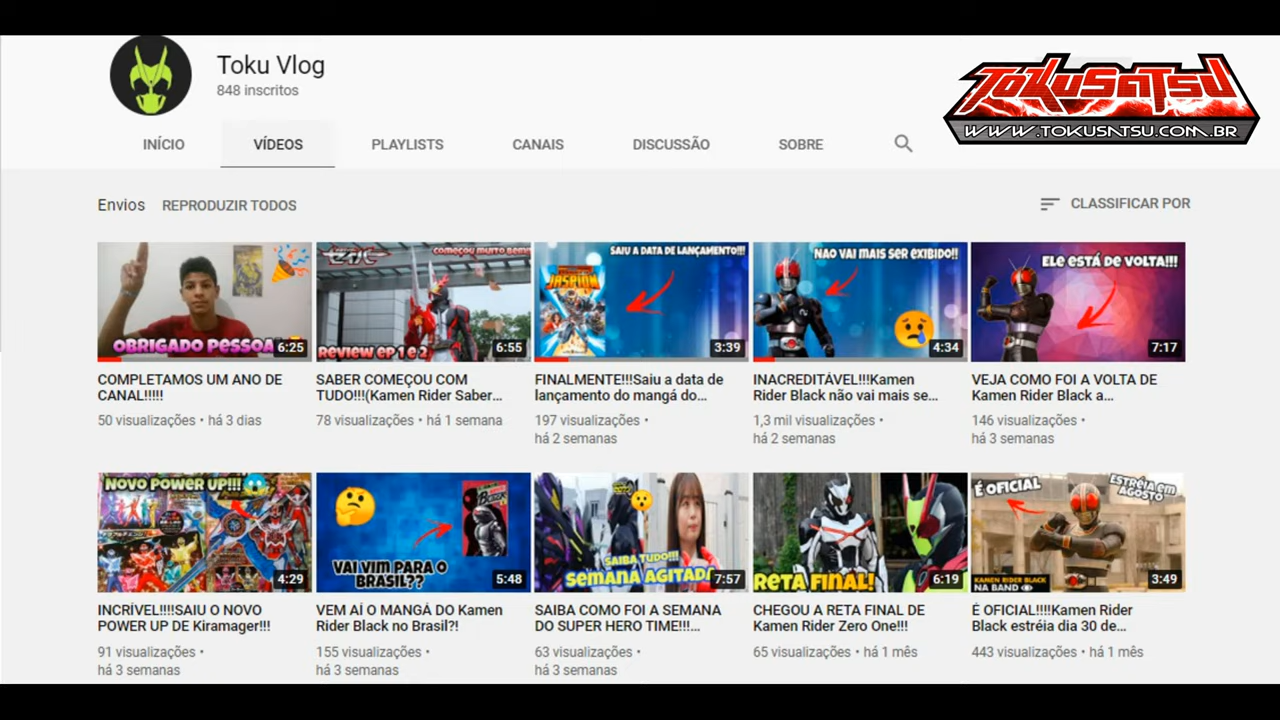 Toku Vlog
848 inscritos
TOKUSATSU
WWW.TOKUSATSU.COM.BR
INÍCIO VÍDEOS PLAYLISTS CANAIS DISCUSSÃO SOBRE
Envios REPRODUZIR TODOS CLASSIFICAR POR
OBRIGADO PESSOA
6:25
COMPLETAMOS UM ANO DE
CANAL!!!!!
50 visualizações • há 3 dias
セイバー
COMEÇOU MUITO BEM!!
REVIEW EP 1 E 2
6:55
SABER COMEÇOU COM
TUDO!!!(Kamen Rider Saber...
78 visualizações • há 1 semana
SAIU A DATA DE LANÇAMENTO!!!
JASPION
3:39
FINALMENTE!!!Saiu a data de
lançamento do mangá do...
197 visualizações •
há 2 semanas
NÃO VAI MAIS SER EXIBIDO!!
4:34
INACREDITÁVEL!!!Kamen
Rider Black não vai mais se...
1,3 mil visualizações •
há 2 semanas
ELE ESTÁ DE VOLTA!!!
7:17
VEJA COMO FOI A VOLTA DE
Kamen Rider Black a...
146 visualizações •
há 3 semanas
NOVO POWER UP!!!
4:29
INCRÍVEL!!!!SAIU O NOVO
POWER UP DE Kiramager!!!
91 visualizações •
há 3 semanas
VAI VIM PARA O
BRASIL??
5:48
VEM AÍ O MANGÁ DO Kamen
Rider Black no Brasil?!
155 visualizações •
há 3 semanas
SAIBA TUDO!!!
SEMANA AGITADA
7:57
SAIBA COMO FOI A SEMANA
DO SUPER HERO TIME!!!...
63 visualizações •
há 3 semanas
RETA FINAL!
6:19
CHEGOU A RETA FINAL DE
Kamen Rider Zero One!!!
65 visualizações • há 1 mês
É OFICIAL
ESTRÉIA EM
AGOSTO
KAMEN RIDER BLACK
NA BAND
3:49
É OFICIAL!!!!Kamen Rider
Black estréia dia 30 de...
443 visualizações • há 1 mês